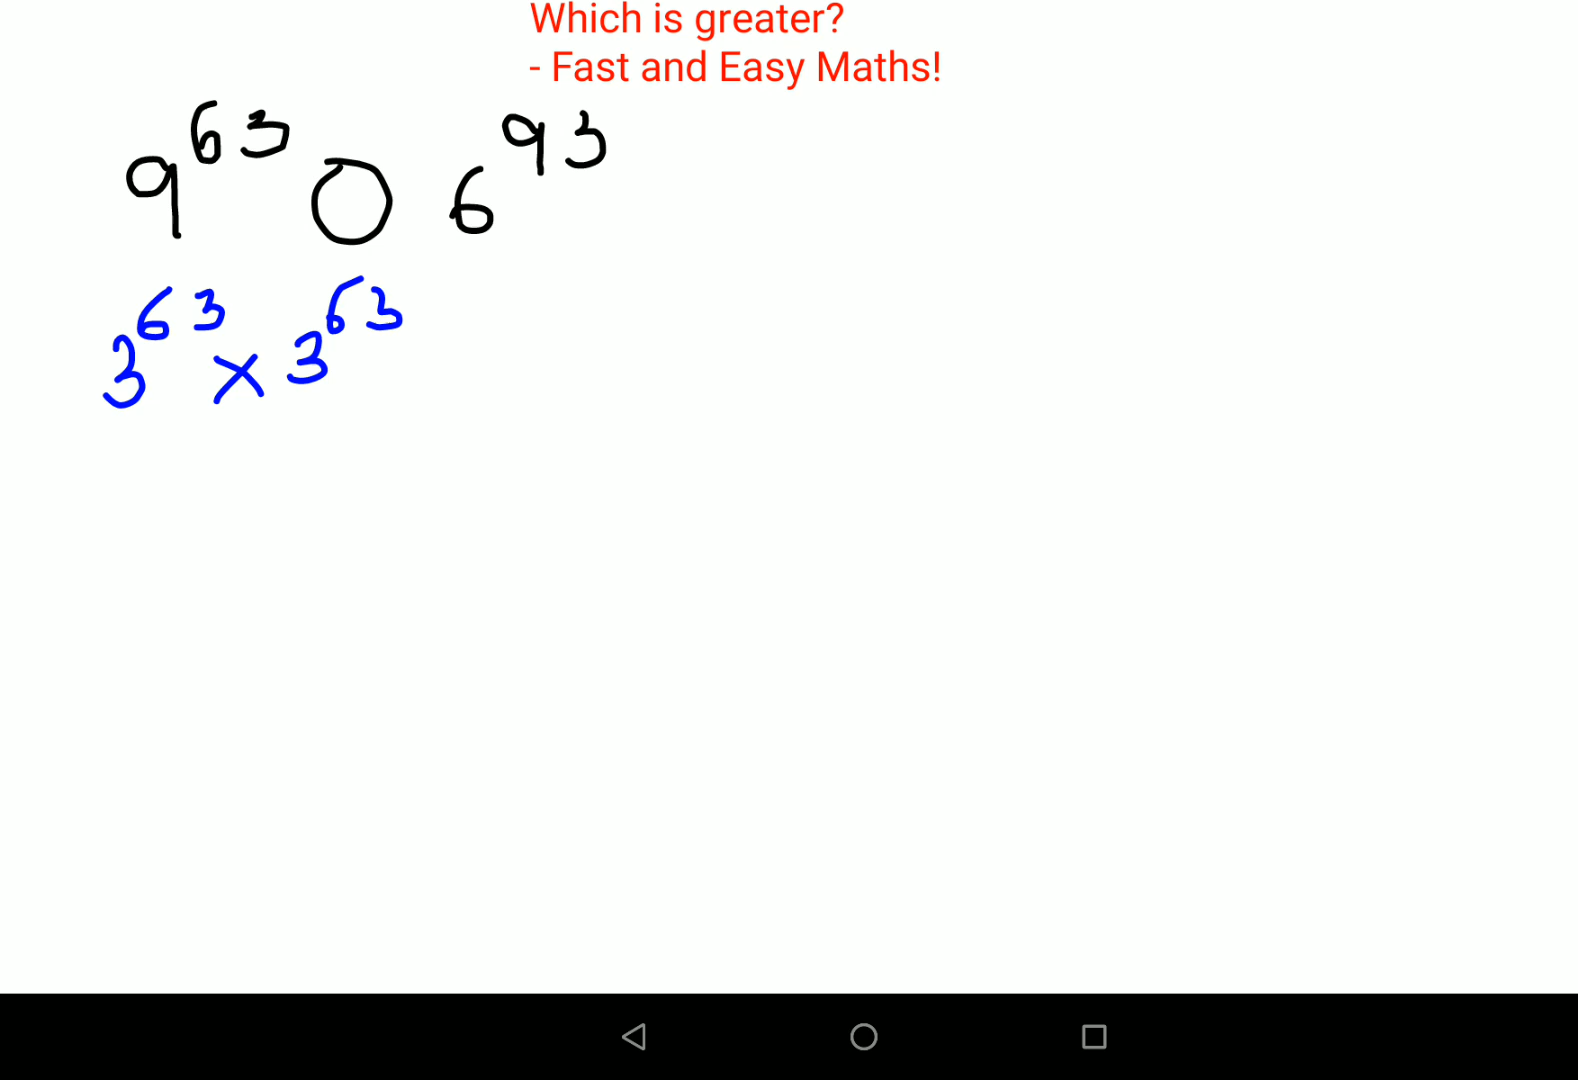 Which is greater?
- Fast and Easy Maths!
9^63 ○ 6^93
3^63 × 3^63